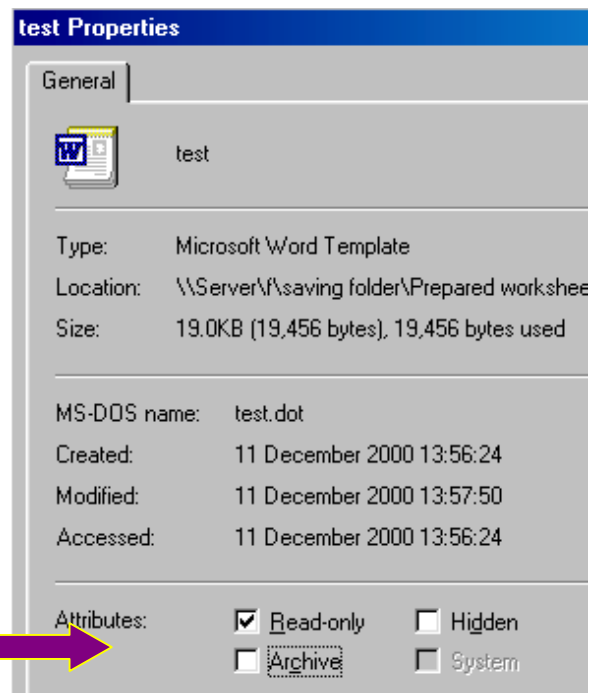 test Properties
General
test
Type: Microsoft Word Template
Location: \\Server\f\saving folder\Prepared
Size: 19.0KB (19,456 bytes), 19,456 bytes used
MS-DOS name: test.dot
Created: 11 December 2000 13:56:24
Modified: 11 December 2000 13:57:50
Accessed: 11 December 2000 13:56:24
Attributes: Read-only Hidden
Archive System